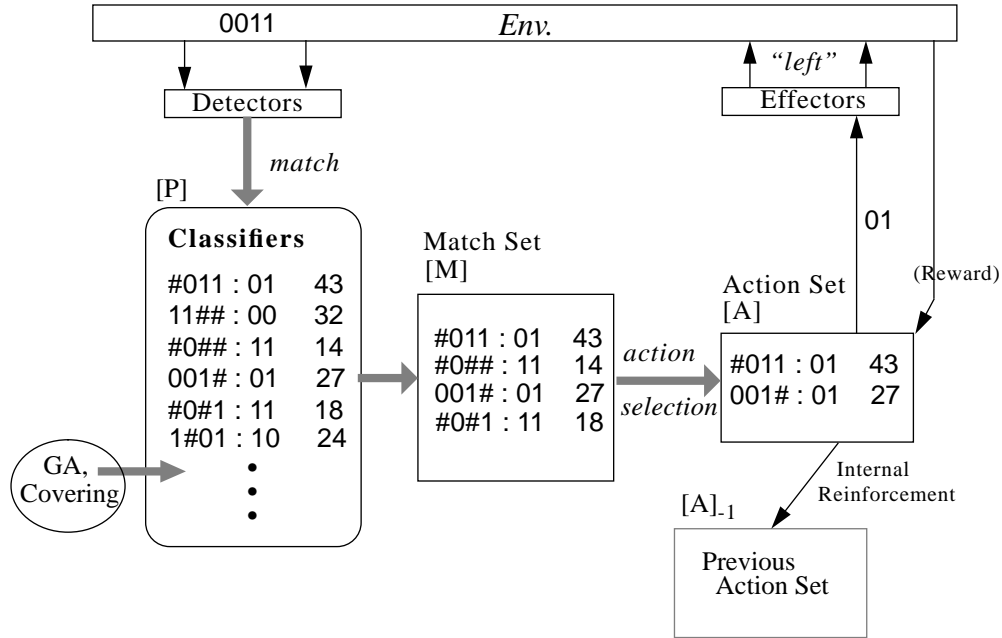 0011
Env.
Detectors
match
"left"
Effectors
01
(Reward)
[P]
Classifiers
#011 : 01 43
11## : 00 32
#0## : 11 14
001# : 01 27
#0#1 : 11 18
1#01 : 10 24
GA,
Covering
Match Set
[M]
#011 : 01 43
#0## : 11 14
001# : 01 27
#0#1 : 11 18
action
selection
Action Set
[A]
#011 : 01 43
001# : 01 27
Internal
Reinforcement
[A]-1
Previous
Action Set